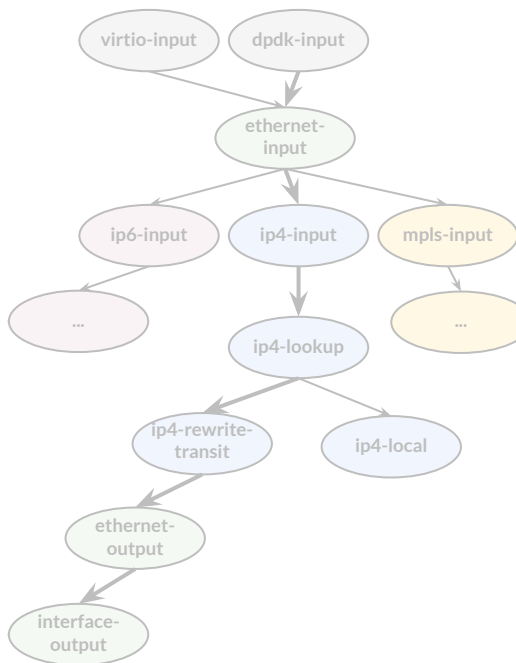 virtio-input
dpdk-input
ethernet-
input
ip6-input
ip4-input
mpls-input
...
...
ip4-lookup
ip4-rewrite-
transit
ip4-local
ethernet-
output
interface-
output